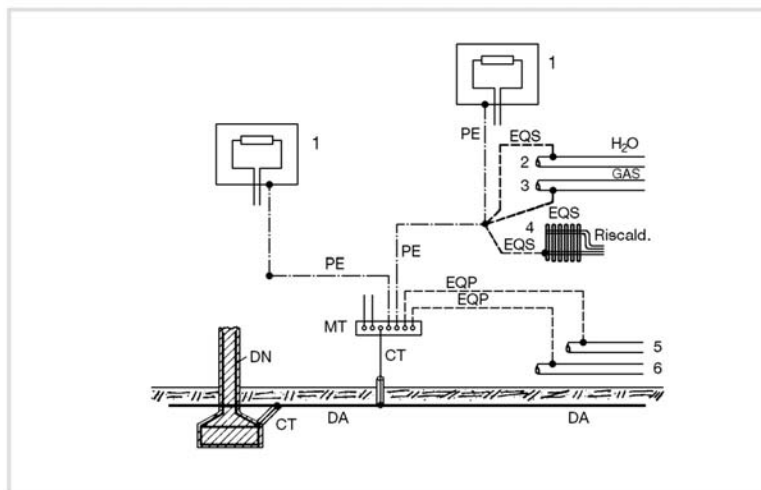 1
PE
EQS
H₂O
2
GAS
3
1
EQS
4
EQS
Riscald.
PE
PE
EQP
EQP
MT
CT
5
6
DN
CT
DA
DA